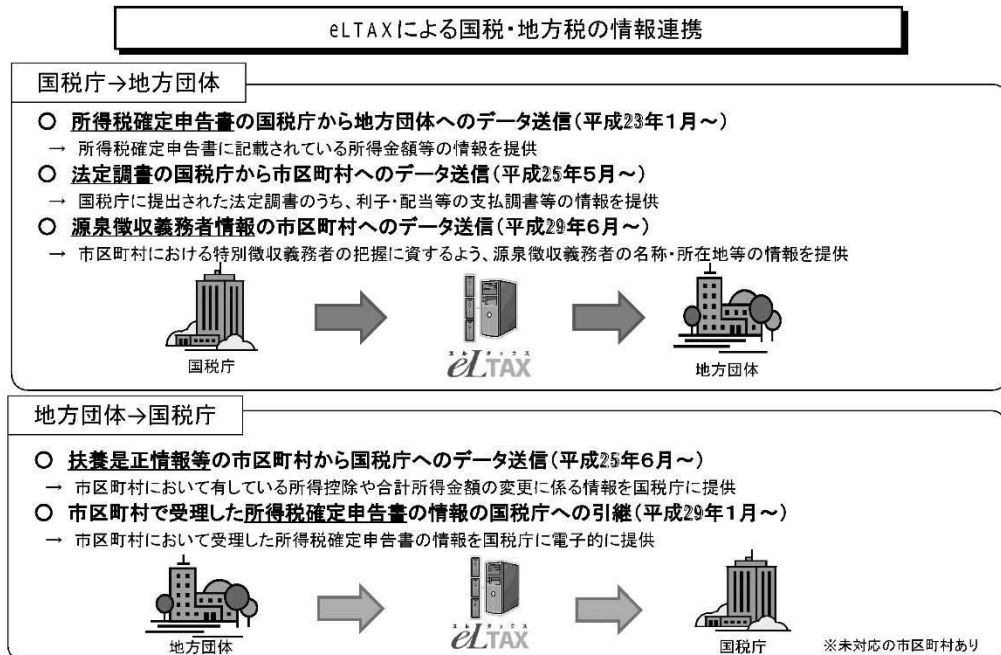 eLTAXによる国税・地方税の情報連携
国税庁→地方団体
○ 所得税確定申告書の国税庁から地方団体へのデータ送信(平成23年1月～)
→ 所得税確定申告書に記載されている所得金額等の情報を提供
○ 法定調書の国税庁から市区町村へのデータ送信(平成25年5月～)
→ 国税庁に提出された法定調書のうち、利子・配当等の支払調書等の情報を提供
○ 源泉徴収義務者情報の市区町村へのデータ送信(平成29年6月～)
→ 市区町村における特別徴収義務者の把握に資するよう、源泉徴収義務者の名称・所在地等の情報を提供
国税庁
エルタックス
eLTAX
地方団体
地方団体→国税庁
○ 扶養是正情報等の市区町村から国税庁へのデータ送信(平成25年6月～)
→ 市区町村において有している所得控除や合計所得金額の変更に係る情報を国税庁に提供
○ 市区町村で受理した所得税確定申告書の情報の国税庁への引継(平成29年1月～)
→ 市区町村において受理した所得税確定申告書の情報を国税庁に電子的に提供
地方団体
エルタックス
eLTAX
国税庁
※未対応の市区町村あり